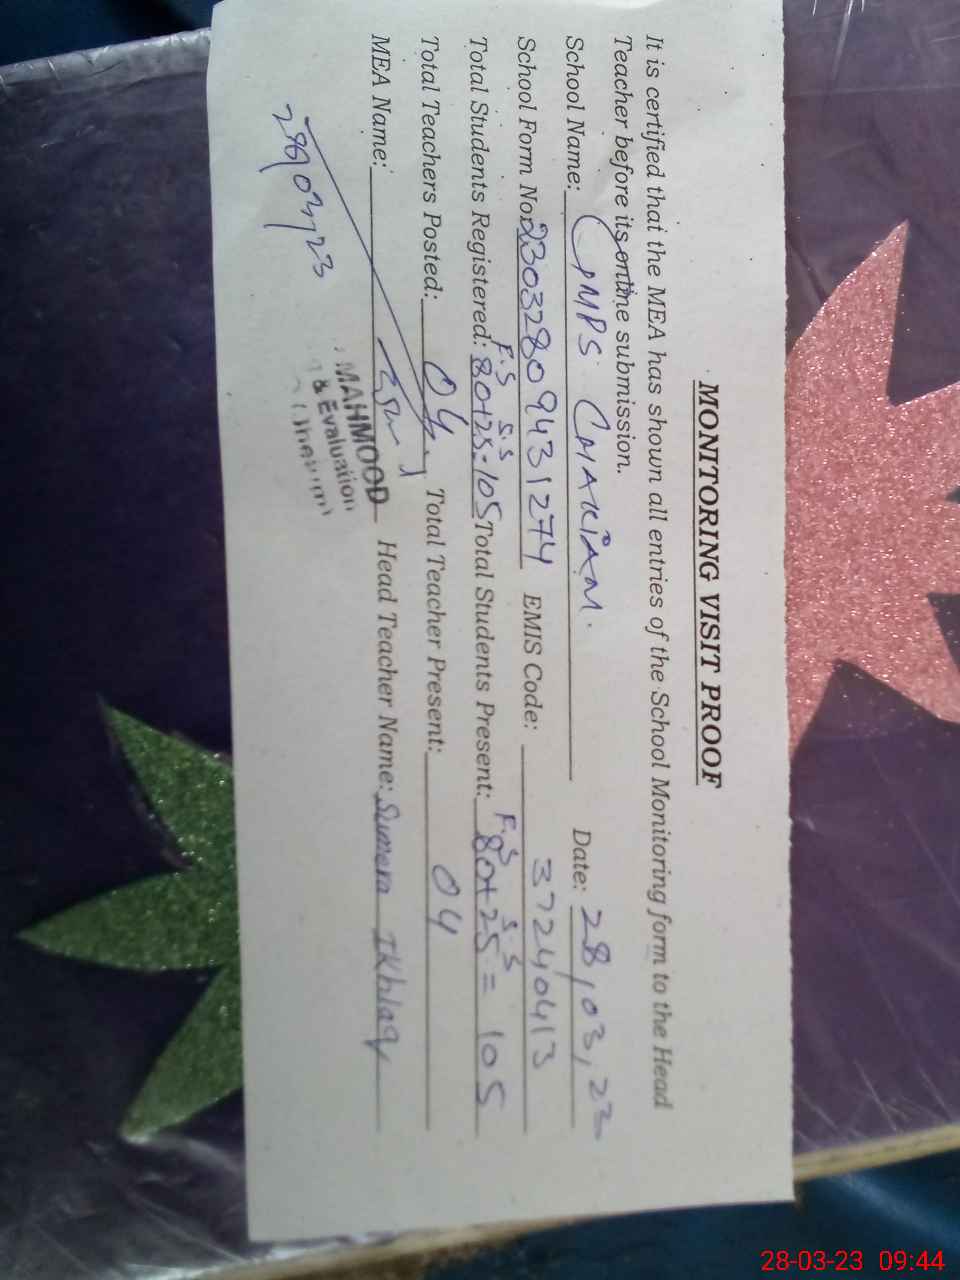 MONITORING VISIT PROOF
It is certified that the MEA has shown all entries of the School Monitoring form to the Head
Teacher before its online submission.
School Name: GMPS CHAKIAM. Date: 28,03,23
School Form No: 23032809431274 EMIS Code: 37240413
F.S S.S F.S S.S
Total Students Registered: 80+25=105 Total Students Present: 80+25=105
Total Teachers Posted: 04 Total Teacher Present: 04
MEA Name: Head Teacher Name: Sumera Ikhlaq
MAHMOOD
& Evaluation
28/03/23
28-03-23 09:44